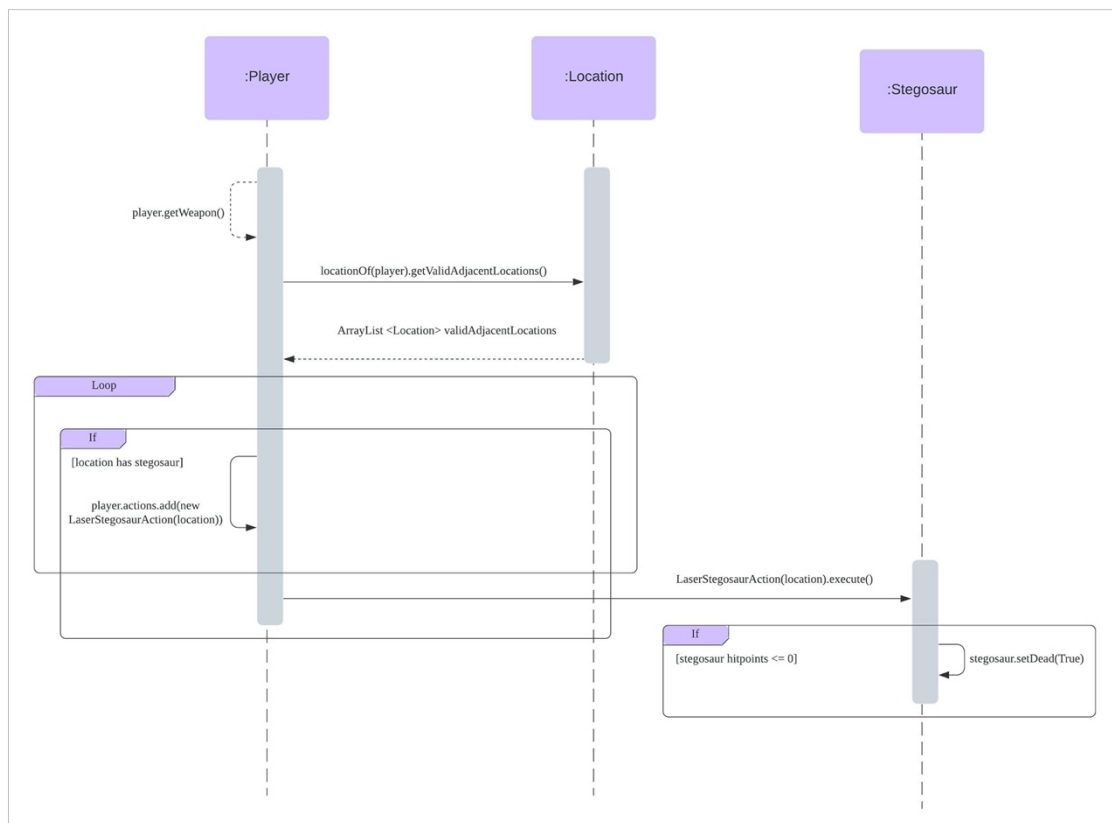 :Player
:Location
:Stegosaur
player.getWeapon()
locationOf(player).getValidAdjacentLocations()
ArrayList <Location> validAdjacentLocations
Loop
If
[location has stegosaur]
player.actions.add(new
LaserStegosaurAction(location))
LaserStegosaurAction(location).execute()
If
[stegosaur hitpoints <= 0]
stegosaur.setDead(True)